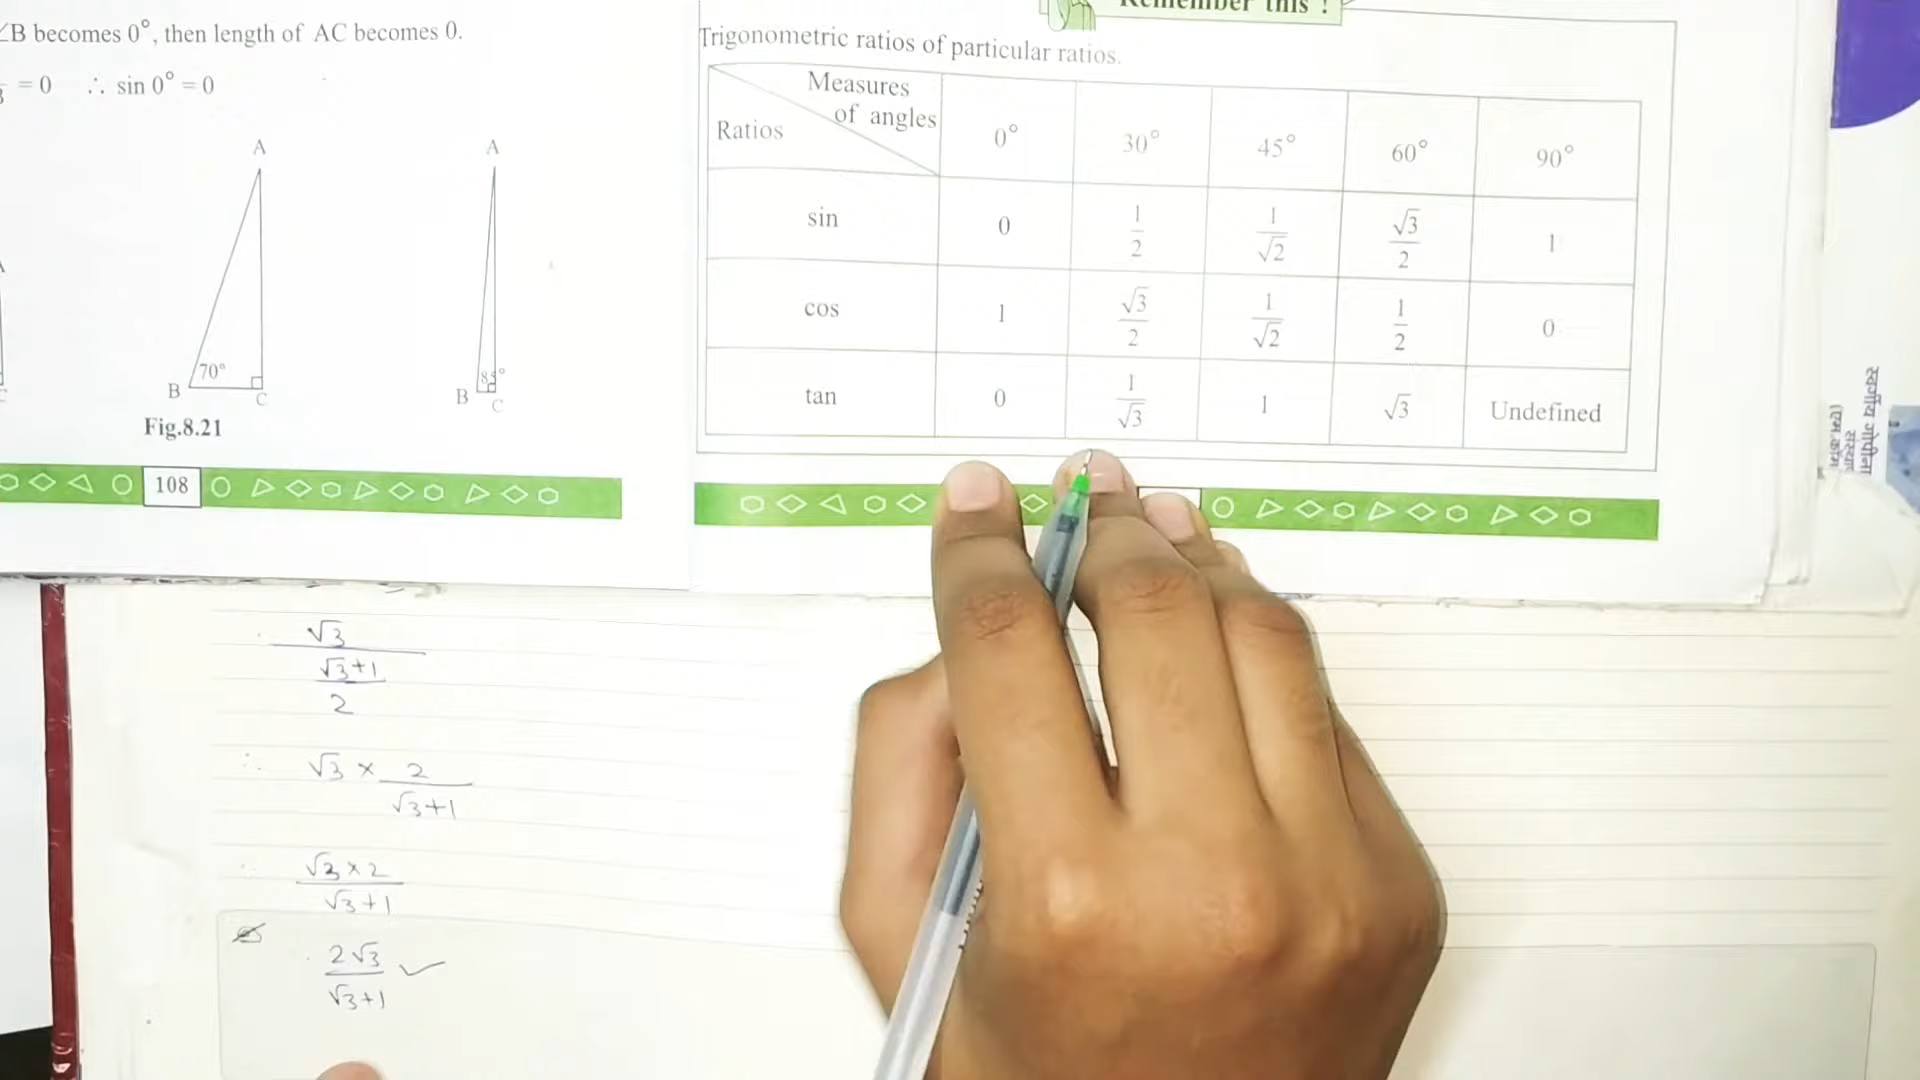 ∠B becomes 0°, then length of AC becomes 0.
= 0 ∴ sin 0° = 0
A
B
70°
C
A
B
C
Fig.8.21
108
Remember this !
Trigonometric ratios of particular ratios.
Measures of angles
Ratios 0° 30° 45° 60° 90°
sin 0 1/2 1/√2 √3/2 1
cos 1 √3/2 1/√2 1/2 0
tan 0 1/√3 1 √3 Undefined
√3
√3+1
2
∴ √3 × 2/√3+1
√3 × 2
√3+1
2√3
√3+1